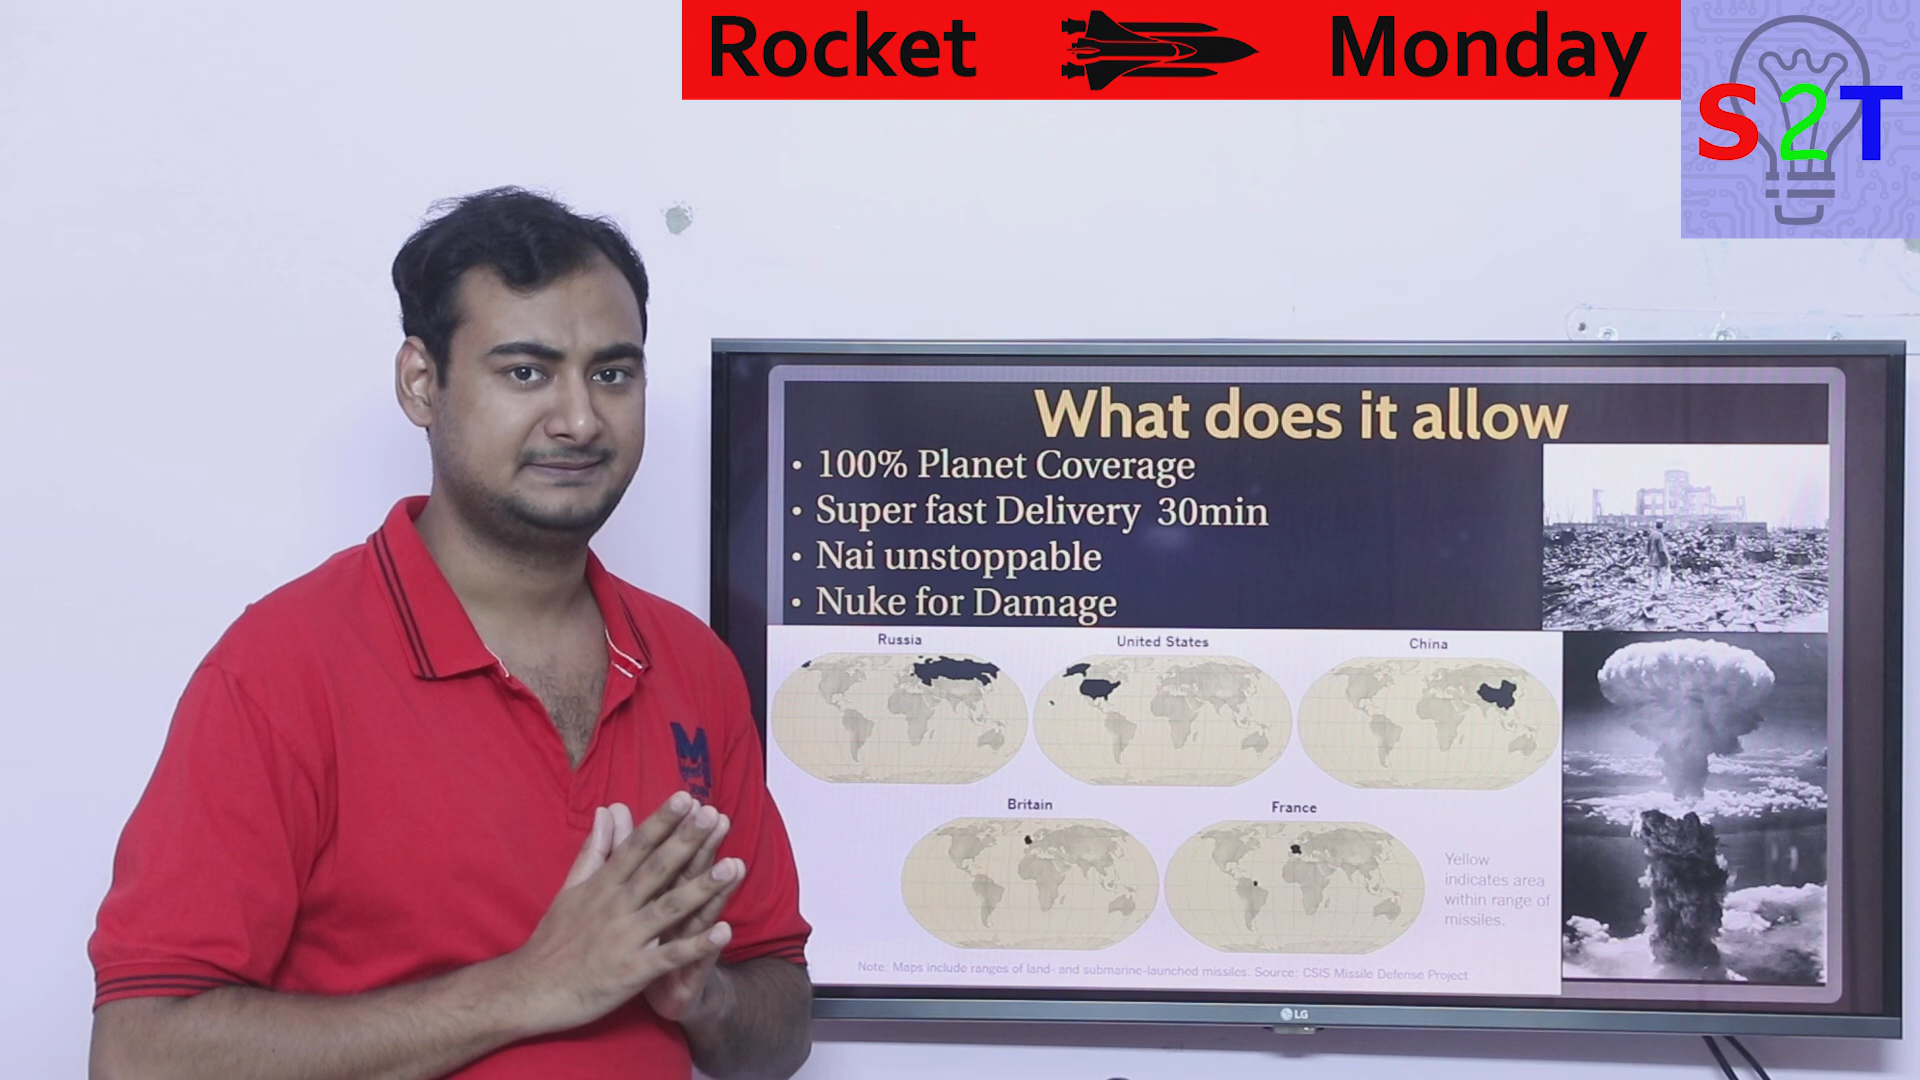 Rocket Monday
S2T
What does it allow
• 100% Planet Coverage
• Super fast Delivery 30min
• Nai unstoppable
• Nuke for Damage
Russia
United States
China
Britain
France
Yellow
indicates area
within range of
missiles.
Note: Maps include ranges of land- and submarine-launched missiles. Source: CSIS Missile Defense Project
LG